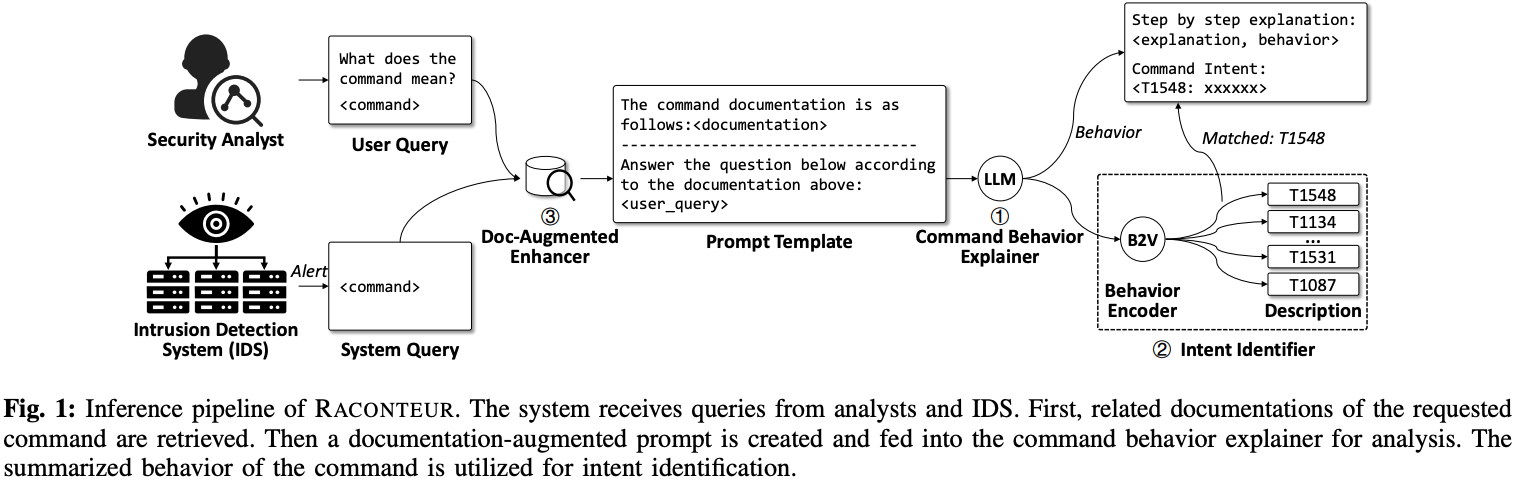 What does the
command mean?
<command>
Security Analyst
User Query
Alert
<command>
Intrusion Detection
System (IDS)
System Query
③
Doc-Augmented
Enhancer
The command documentation is as
follows:<documentation>
---------------------------------
Answer the question below according
to the documentation above:
<user_query>
Prompt Template
LLM
①
Command Behavior
Explainer
Behavior
Step by step explanation:
<explanation, behavior>
Command Intent:
<T1548: xxxxxx>
Matched: T1548
B2V
Behavior
Encoder
T1548
T1134
...
T1531
T1087
Description
② Intent Identifier
Fig. 1: Inference pipeline of RACONTEUR. The system receives queries from analysts and IDS. First, related documentations of the requested
command are retrieved. Then a documentation-augmented prompt is created and fed into the command behavior explainer for analysis. The
summarized behavior of the command is utilized for intent identification.